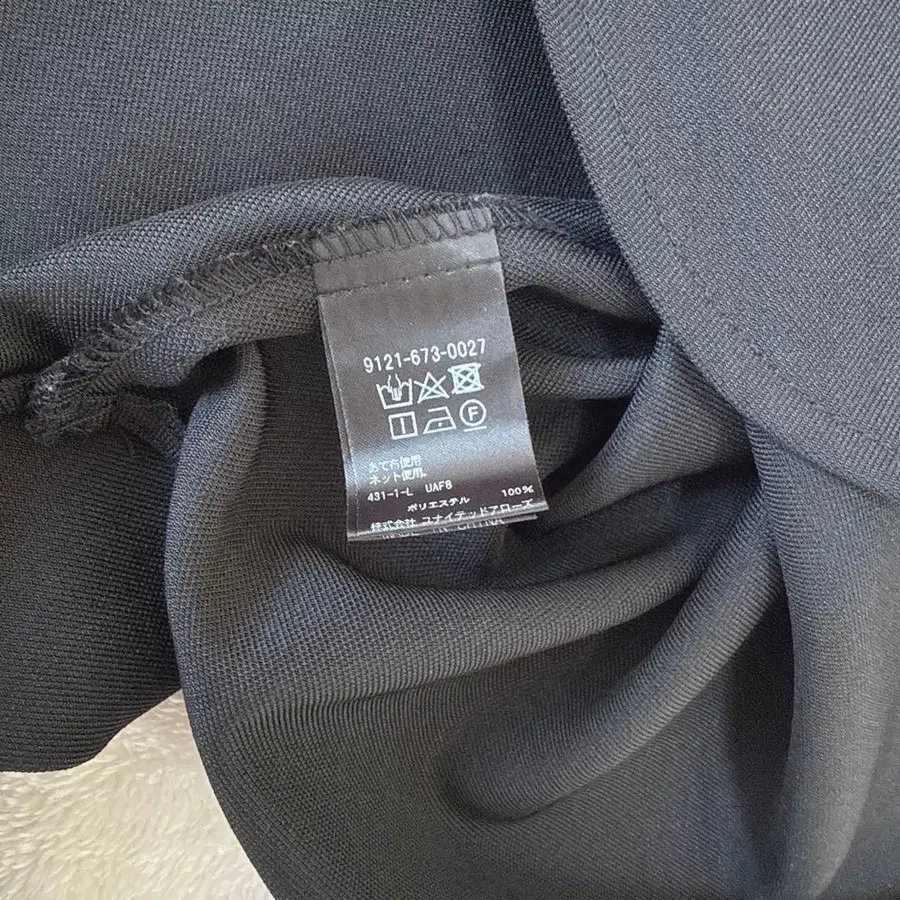 9121-673-0027
F
あて布使用
ネット使用。
431-1-L UAF8
ポリエステル 100%
株式会社 ユナイテッドアローズ